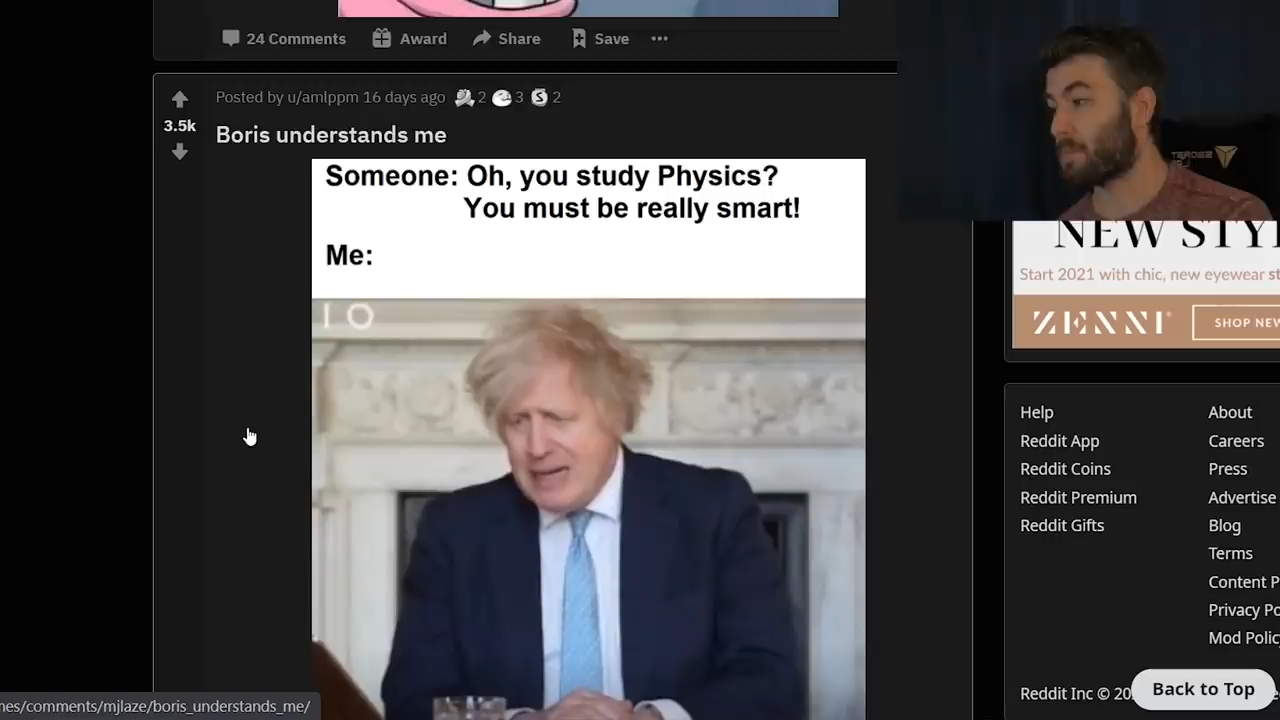 24 Comments Award Share Save
Posted by u/amlppm 16 days ago 2 3 S 2
3.5k
Boris understands me
Someone: Oh, you study Physics?
You must be really smart!
Me:
NEW STY
Start 2021 with chic, new eyewear st
ZENNI
SHOP NEW
Help
Reddit App
Reddit Coins
Reddit Premium
Reddit Gifts
About
Careers
Press
Advertise
Blog
Terms
Content P
Privacy Po
Mod Polic
Reddit Inc © 20
Back to Top
nes/comments/mjlaze/boris_understands_me/